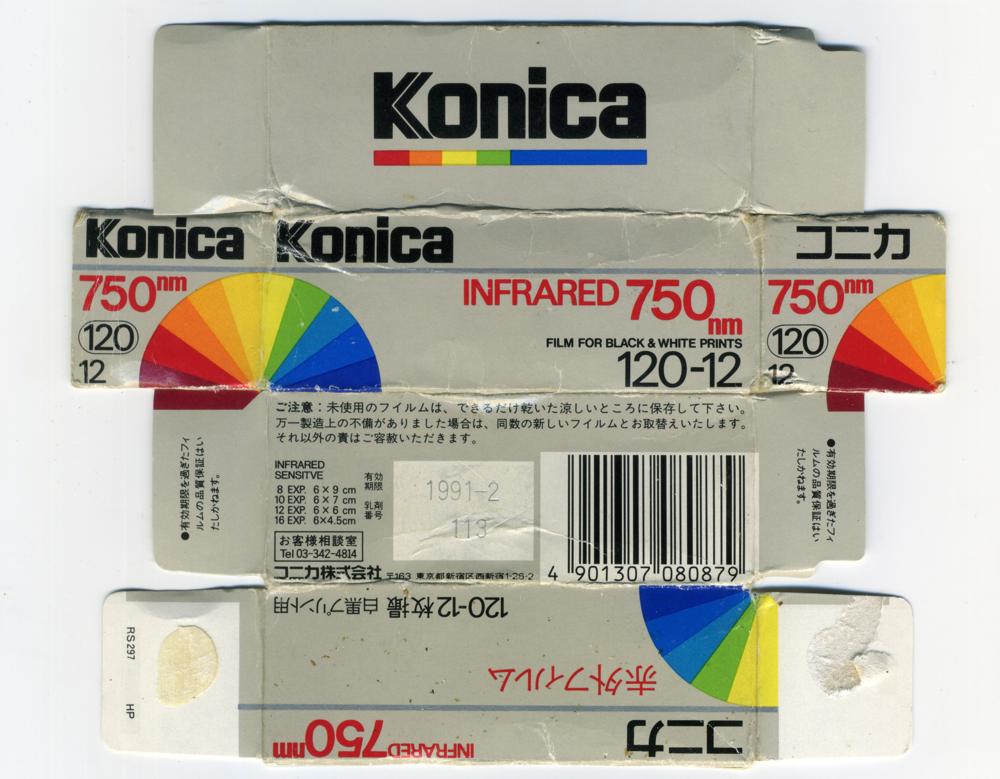 Konica
Konica
750nm
120
12
Konica
INFRARED 750nm
FILM FOR BLACK & WHITE PRINTS
120-12
コニカ
750nm
120
12
ご注意：未使用のフイルムは、できるだけ乾いた涼しいところに保存して下さい。
万一製造上の不備がありました場合は、同数の新しいフイルムとお取替えいたします。
それ以外の責はご容赦いただきます。
●有効期限を過ぎたフィ
ルムの品質保証はい
たしかねます。
INFRARED
SENSITVE
8 EXP. 6×9 cm
10 EXP. 6×7 cm
12 EXP. 6×6 cm
16 EXP. 6×4.5cm
有効
期限
乳剤
番号
1991-2
113
お客様相談室
Tel 03-342-4814
コニカ株式会社 〒163 東京都新宿区西新宿1-26-2
4 901307 080879
●有効期限を過ぎたフィ
ルムの品質保証はい
たしかねます。
RS297 HP
コニカ
INFRARED 750nm
赤外フィルム
120-12枚撮 白黒プリント用